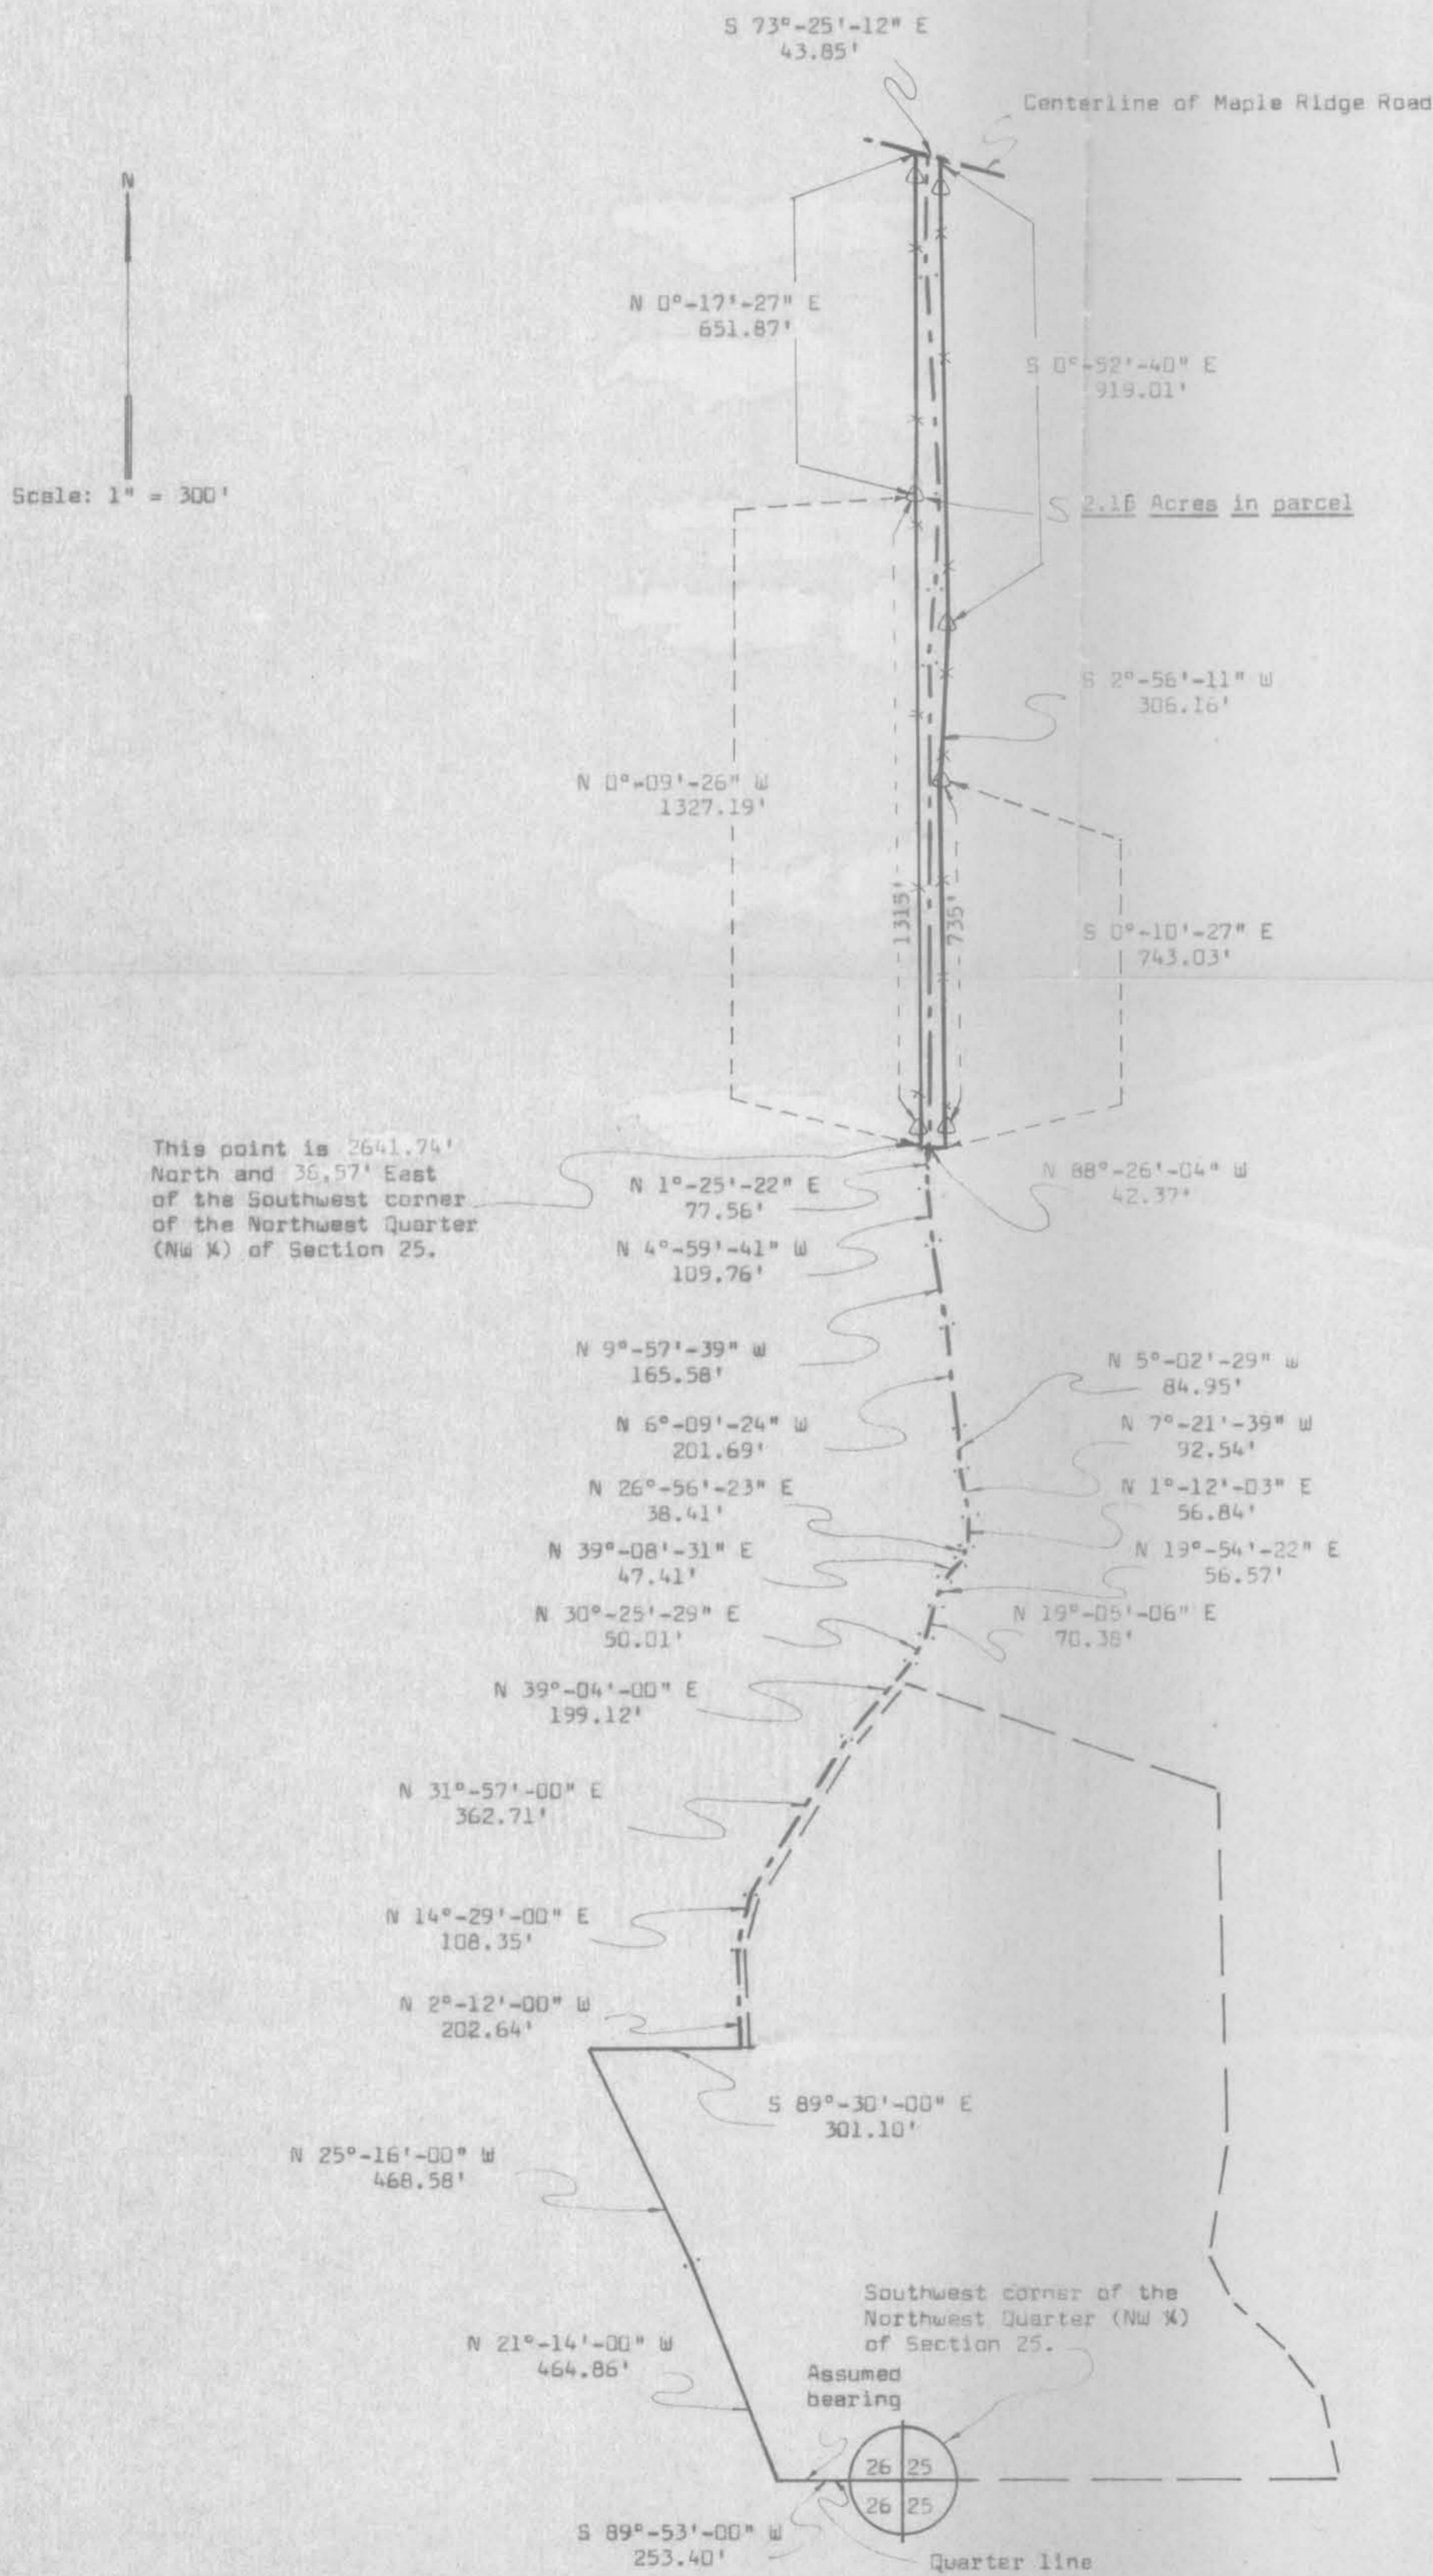 S 73°-25'-12" E
43.85'
Centerline of Maple Ridge Road
N
N 0°-17'-27" E
651.87'
S 0°-52'-40" E
919.01'
Scale: 1" = 300'
2.16 Acres in parcel
S 2°-56'-11" W
306.16'
N 0°-09'-26" W
1327.19'
1315'
735'
S 0°-10'-27" E
743.03'
This point is 2641.74'
North and 36.57' East
of the Southwest corner
of the Northwest Quarter
(NW ¼) of Section 25.
N 88°-26'-04" W
42.37'
N 1°-25'-22" E
77.56'
N 4°-59'-41" W
109.76'
N 9°-57'-39" W
165.58'
N 5°-02'-29" W
84.95'
N 6°-09'-24" W
201.69'
N 7°-21'-39" W
92.54'
N 26°-56'-23" E
38.41'
N 1°-12'-03" E
56.84'
N 39°-08'-31" E
47.41'
N 19°-54'-22" E
56.57'
N 30°-25'-29" E
50.01'
N 19°-05'-06" E
70.38'
N 39°-04'-00" E
199.12'
N 31°-57'-00" E
362.71'
N 14°-29'-00" E
108.35'
N 2°-12'-00" W
202.64'
S 89°-30'-00" E
301.10'
N 25°-16'-00" W
468.58'
Southwest corner of the
Northwest Quarter (NW ¼)
of Section 25.
N 21°-14'-00" W
464.86'
Assumed
bearing
26 25
26 25
S 89°-53'-00" W
253.40'
Quarter line